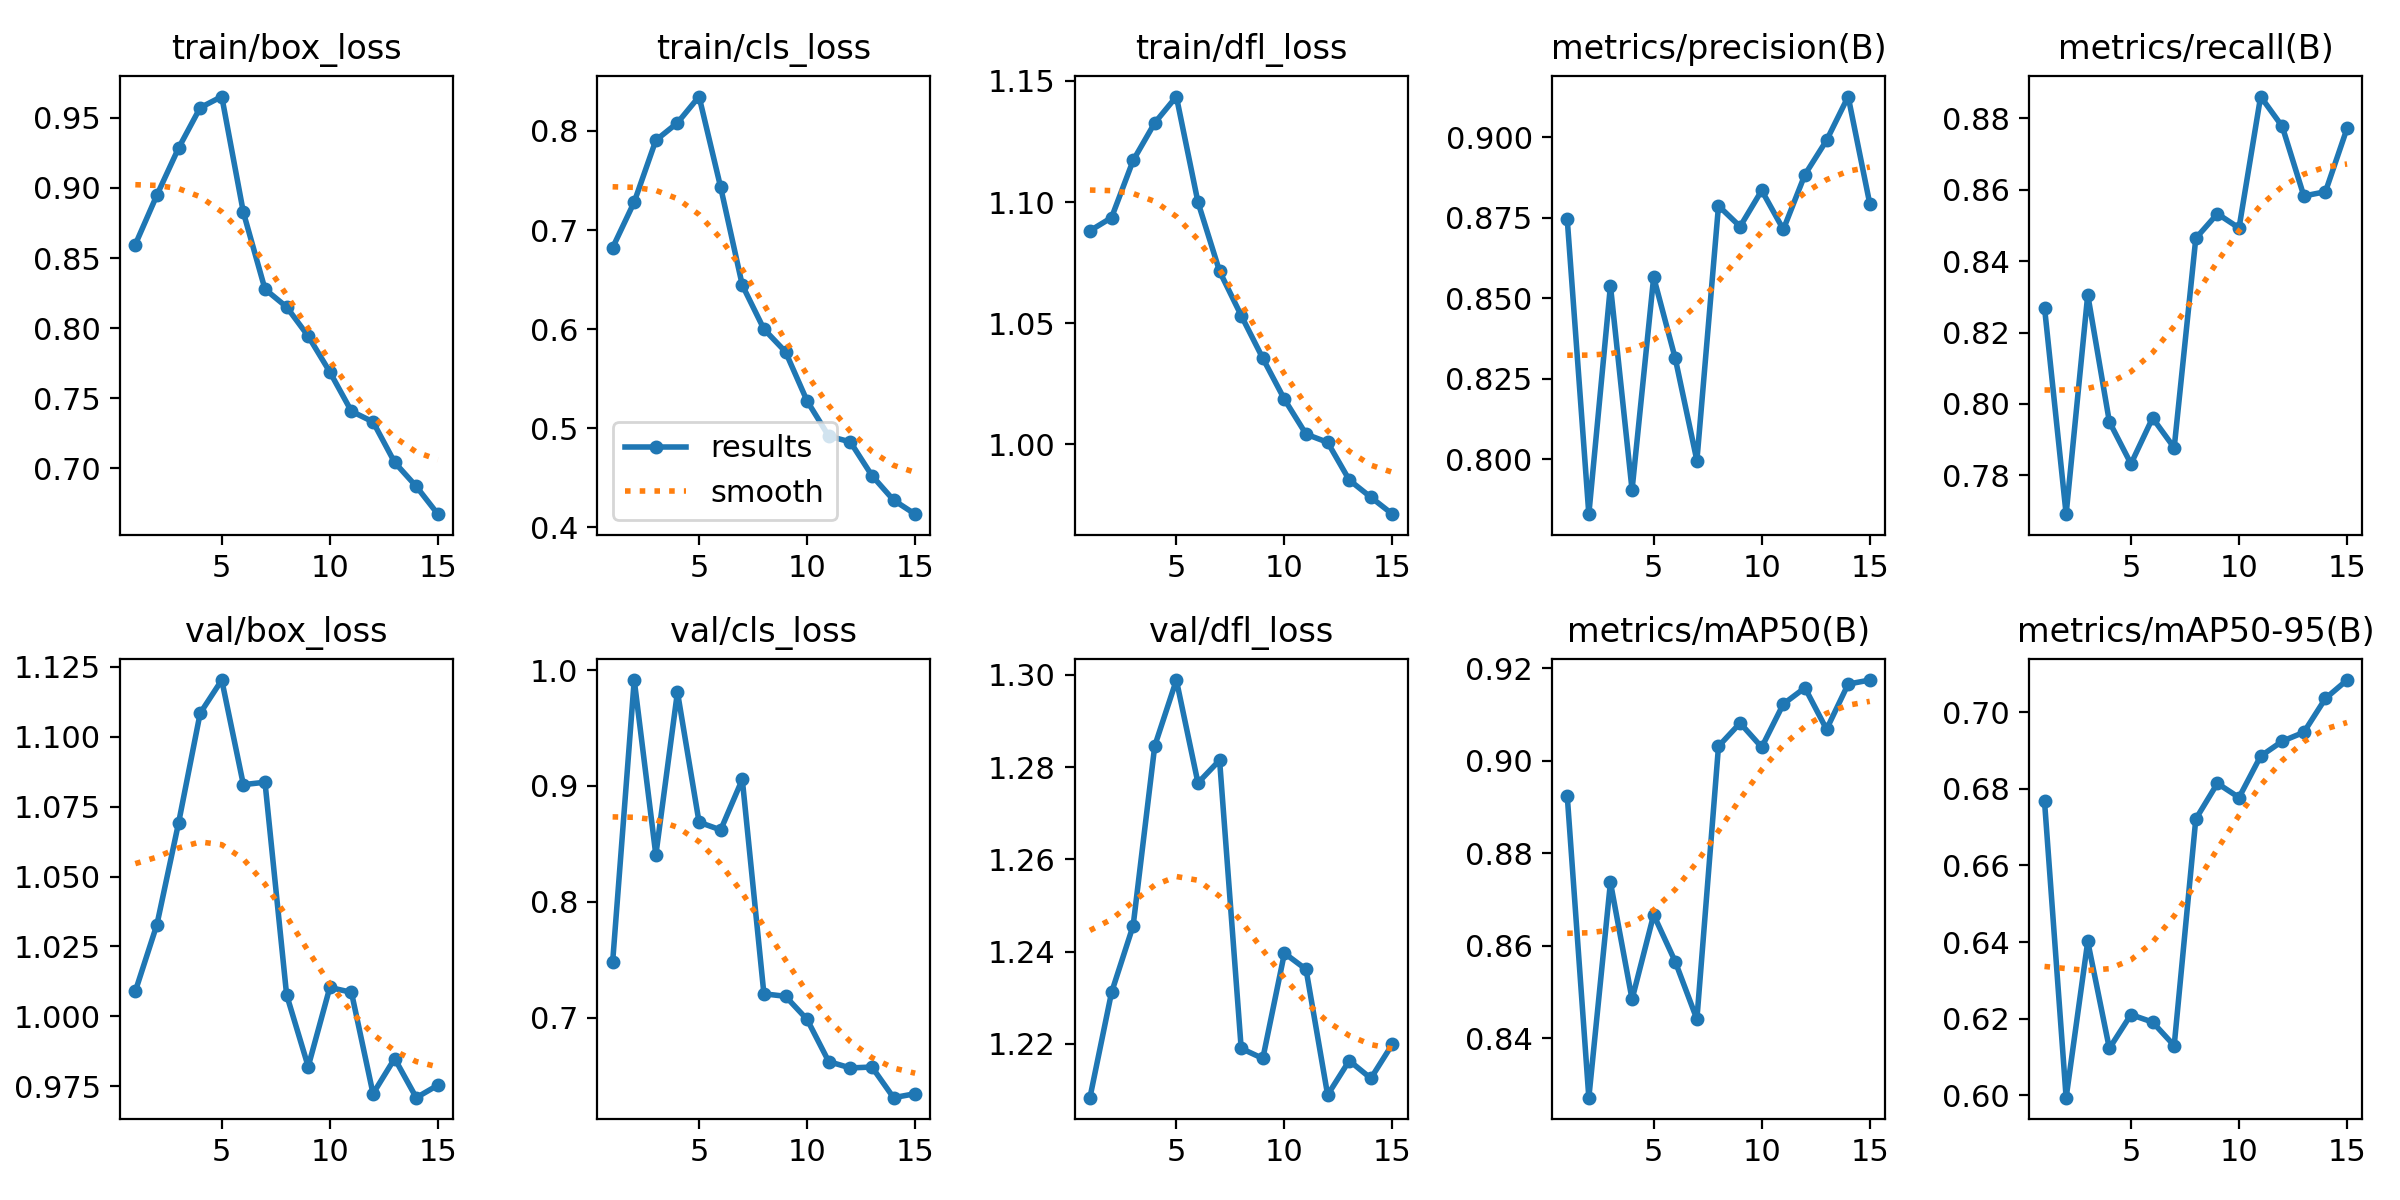 train/box_loss
0.95
0.90
0.85
0.80
0.75
0.70
5 10 15
train/cls_loss
0.8
0.7
0.6
0.5
0.4
results
smooth
5 10 15
train/dfl_loss
1.15
1.10
1.05
1.00
5 10 15
metrics/precision(B)
0.900
0.875
0.850
0.825
0.800
5 10 15
metrics/recall(B)
0.88
0.86
0.84
0.82
0.80
0.78
5 10 15
val/box_loss
1.125
1.100
1.075
1.050
1.025
1.000
0.975
5 10 15
val/cls_loss
1.0
0.9
0.8
0.7
5 10 15
val/dfl_loss
1.30
1.28
1.26
1.24
1.22
5 10 15
metrics/mAP50(B)
0.92
0.90
0.88
0.86
0.84
5 10 15
metrics/mAP50-95(B)
0.70
0.68
0.66
0.64
0.62
0.60
5 10 15